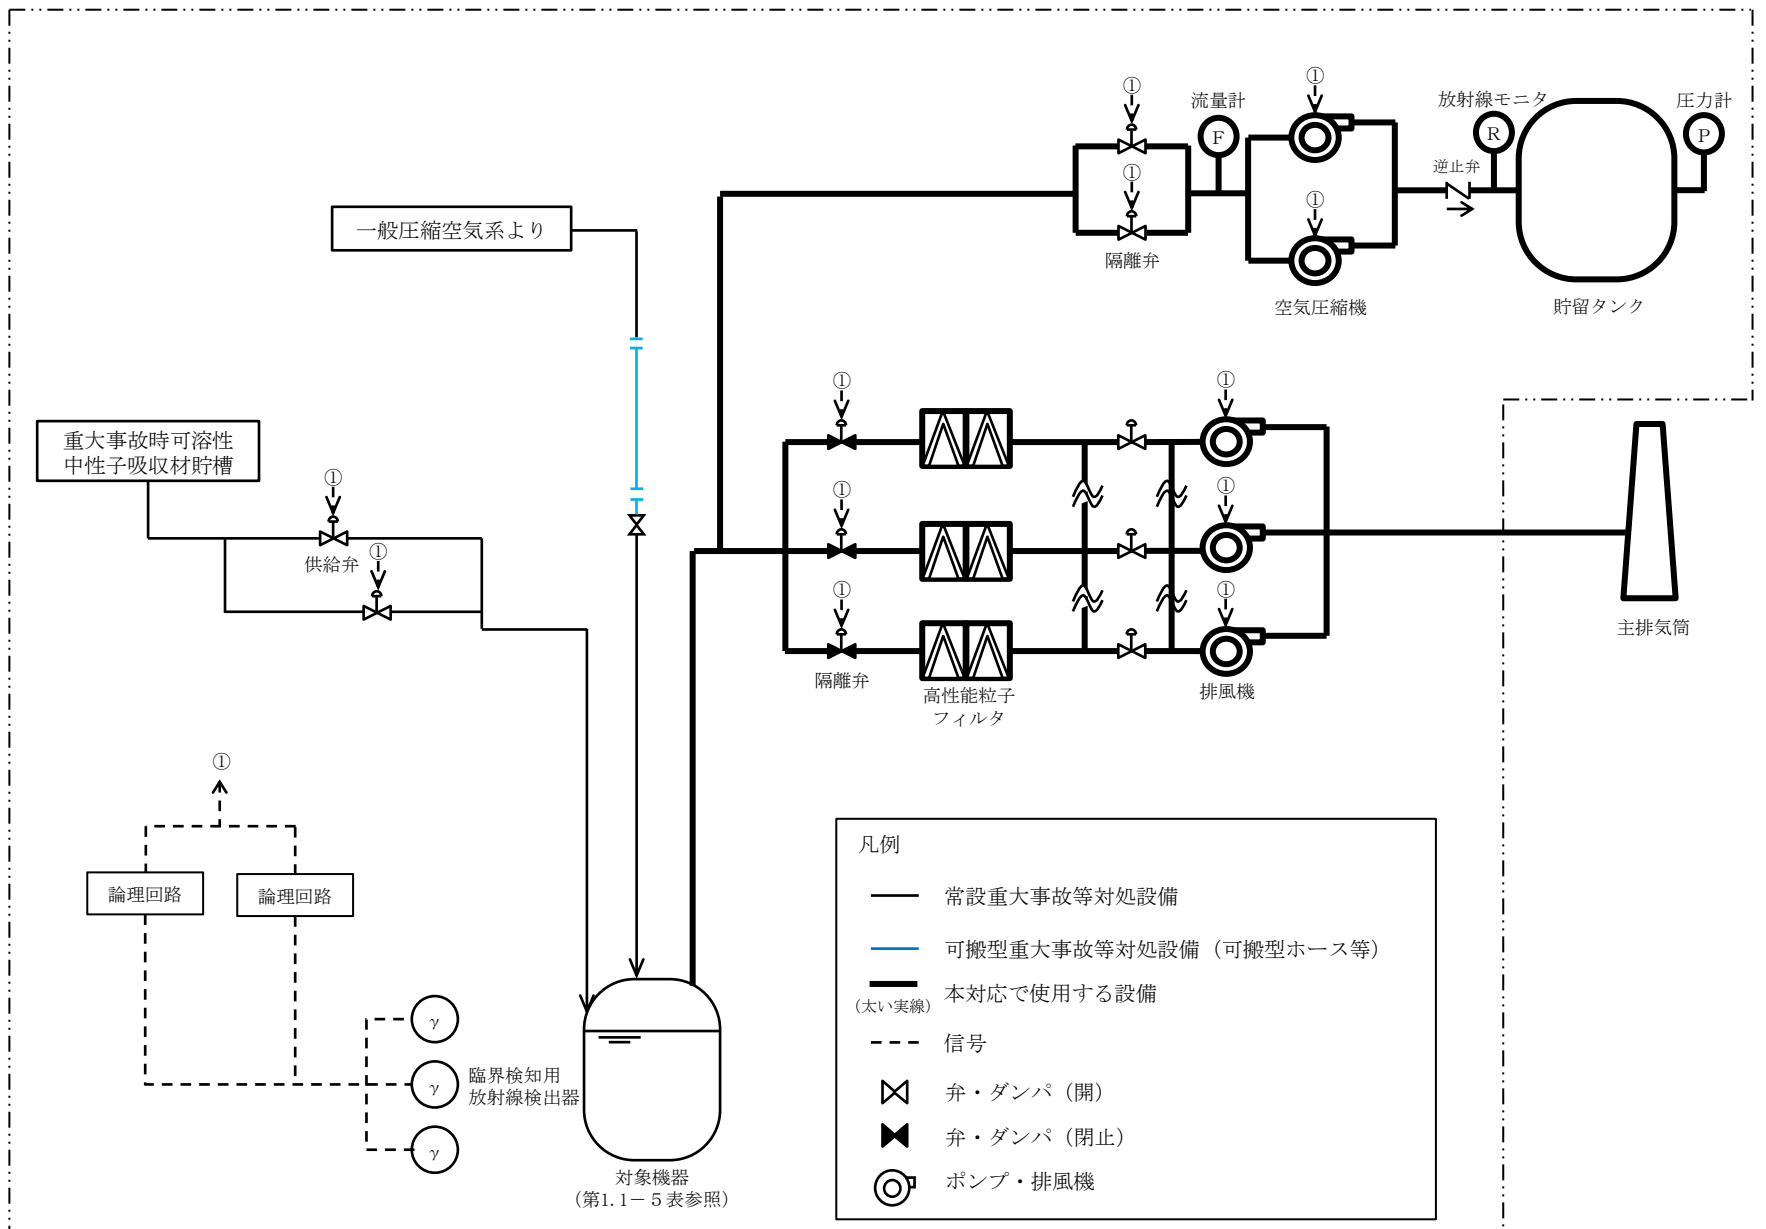 ①
①
流量計
F
①
放射線モニタ
R
圧力計
P
逆止弁
①
①
隔離弁
空気圧縮機
貯留タンク
一般圧縮空気系より
重大事故時可溶性
中性子吸収材貯槽
①
供給弁
①
①
①
①
①
①
①
隔離弁
高性能粒子
フィルタ
排風機
主排気筒
①
論理回路
論理回路
γ
γ
γ
臨界検知用
放射線検出器
対象機器
(第1.1-5表参照)
凡例
常設重大事故等対処設備
可搬型重大事故等対処設備（可搬型ホース等）
本対応で使用する設備
(太い実線)
信号
弁・ダンパ（開）
弁・ダンパ（閉止）
ポンプ・排風機